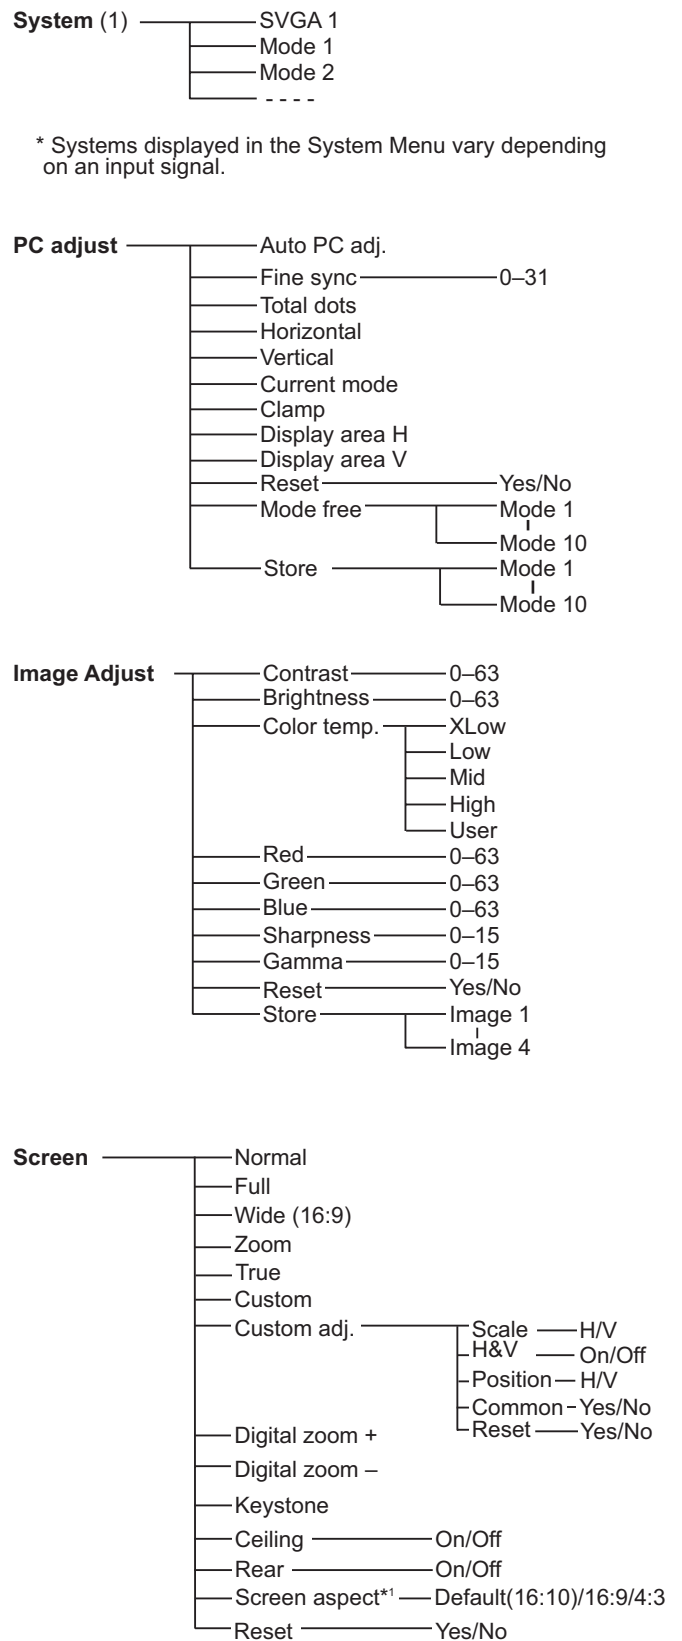 System (1) SVGA 1
Mode 1
Mode 2
- - - -
* Systems displayed in the System Menu vary depending
on an input signal.
PC adjust Auto PC adj.
Fine sync 0–31
Total dots
Horizontal
Vertical
Current mode
Clamp
Display area H
Display area V
Reset Yes/No
Mode free Mode 1
Mode 10
Store Mode 1
Mode 10
Image Adjust Contrast 0–63
Brightness 0–63
Color temp. XLow
Low
Mid
High
User
Red 0–63
Green 0–63
Blue 0–63
Sharpness 0–15
Gamma 0–15
Reset Yes/No
Store Image 1
Image 4
Screen Normal
Full
Wide (16:9)
Zoom
True
Custom
Custom adj. Scale H/V
H&V On/Off
Position H/V
Common Yes/No
Reset Yes/No
Digital zoom +
Digital zoom –
Keystone
Ceiling On/Off
Rear On/Off
Screen aspect*1 Default(16:10)/16:9/4:3
Reset Yes/No